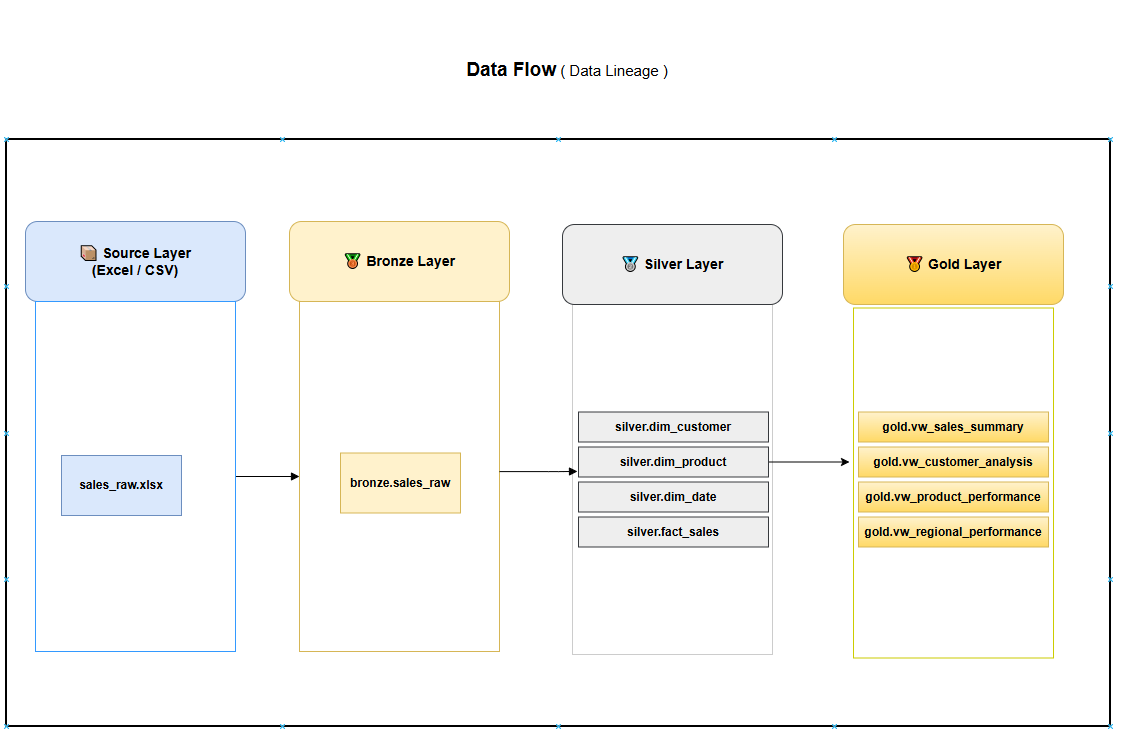 Data Flow ( Data Lineage )
Source Layer
(Excel / CSV)
Bronze Layer
Silver Layer
Gold Layer
sales_raw.xlsx
bronze.sales_raw
silver.dim_customer
silver.dim_product
silver.dim_date
silver.fact_sales
gold.vw_sales_summary
gold.vw_customer_analysis
gold.vw_product_performance
gold.vw_regional_performance